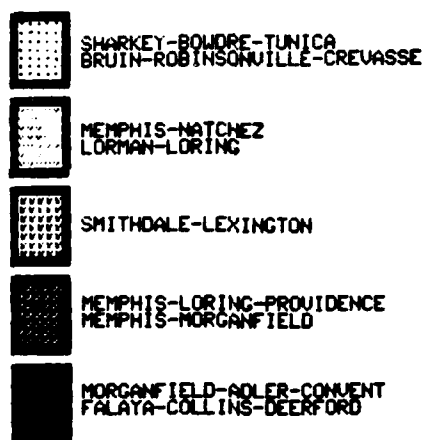 SHARKEY-BOWDRE-TUNICA
BRUIN-ROBINSONVILLE-CREVASSE
MEMPHIS-NATCHEZ
LORMAN-LORING
SMITHDALE-LEXINGTON
MEMPHIS-LORING-PROVIDENCE
MEMPHIS-MORGANFIELD
MORGANFIELD-ADLER-CONVENT
FALAYA-COLLINS-DEERFORD